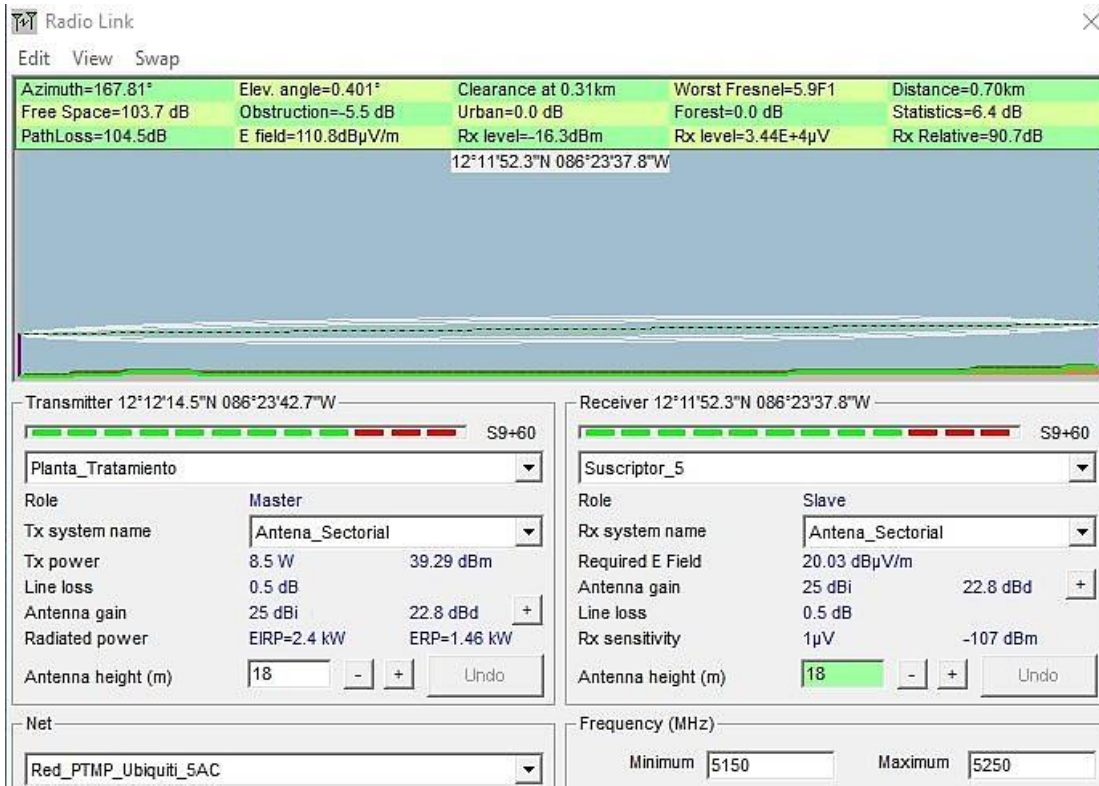 Radio Link
Edit View Swap
Azimuth=167.81° Elev. angle=0.401° Clearance at 0.31km Worst Fresnel=5.9F1 Distance=0.70km
Free Space=103.7 dB Obstruction=-5.5 dB Urban=0.0 dB Forest=0.0 dB Statistics=6.4 dB
PathLoss=104.5dB E field=110.8dBµV/m Rx level=-16.3dBm Rx level=3.44E+4µV Rx Relative=90.7dB
12°11'52.3"N 086°23'37.8"W
Transmitter 12°12'14.5"N 086°23'42.7"W
S9+60
Planta_Tratamiento
Role Master
Tx system name Antena_Sectorial
Tx power 8.5 W 39.29 dBm
Line loss 0.5 dB
Antenna gain 25 dBi 22.8 dBd +
Radiated power EIRP=2.4 kW ERP=1.46 kW
Antenna height (m) 18 - + Undo
Net
Red_PTMP_Ubiquiti_5AC
Receiver 12°11'52.3"N 086°23'37.8"W
S9+60
Suscriptor_5
Role Slave
Rx system name Antena_Sectorial
Required E Field 20.03 dBµV/m
Antenna gain 25 dBi 22.8 dBd +
Line loss 0.5 dB
Rx sensitivity 1µV -107 dBm
Antenna height (m) 18 - + Undo
Frequency (MHz)
Minimum 5150 Maximum 5250